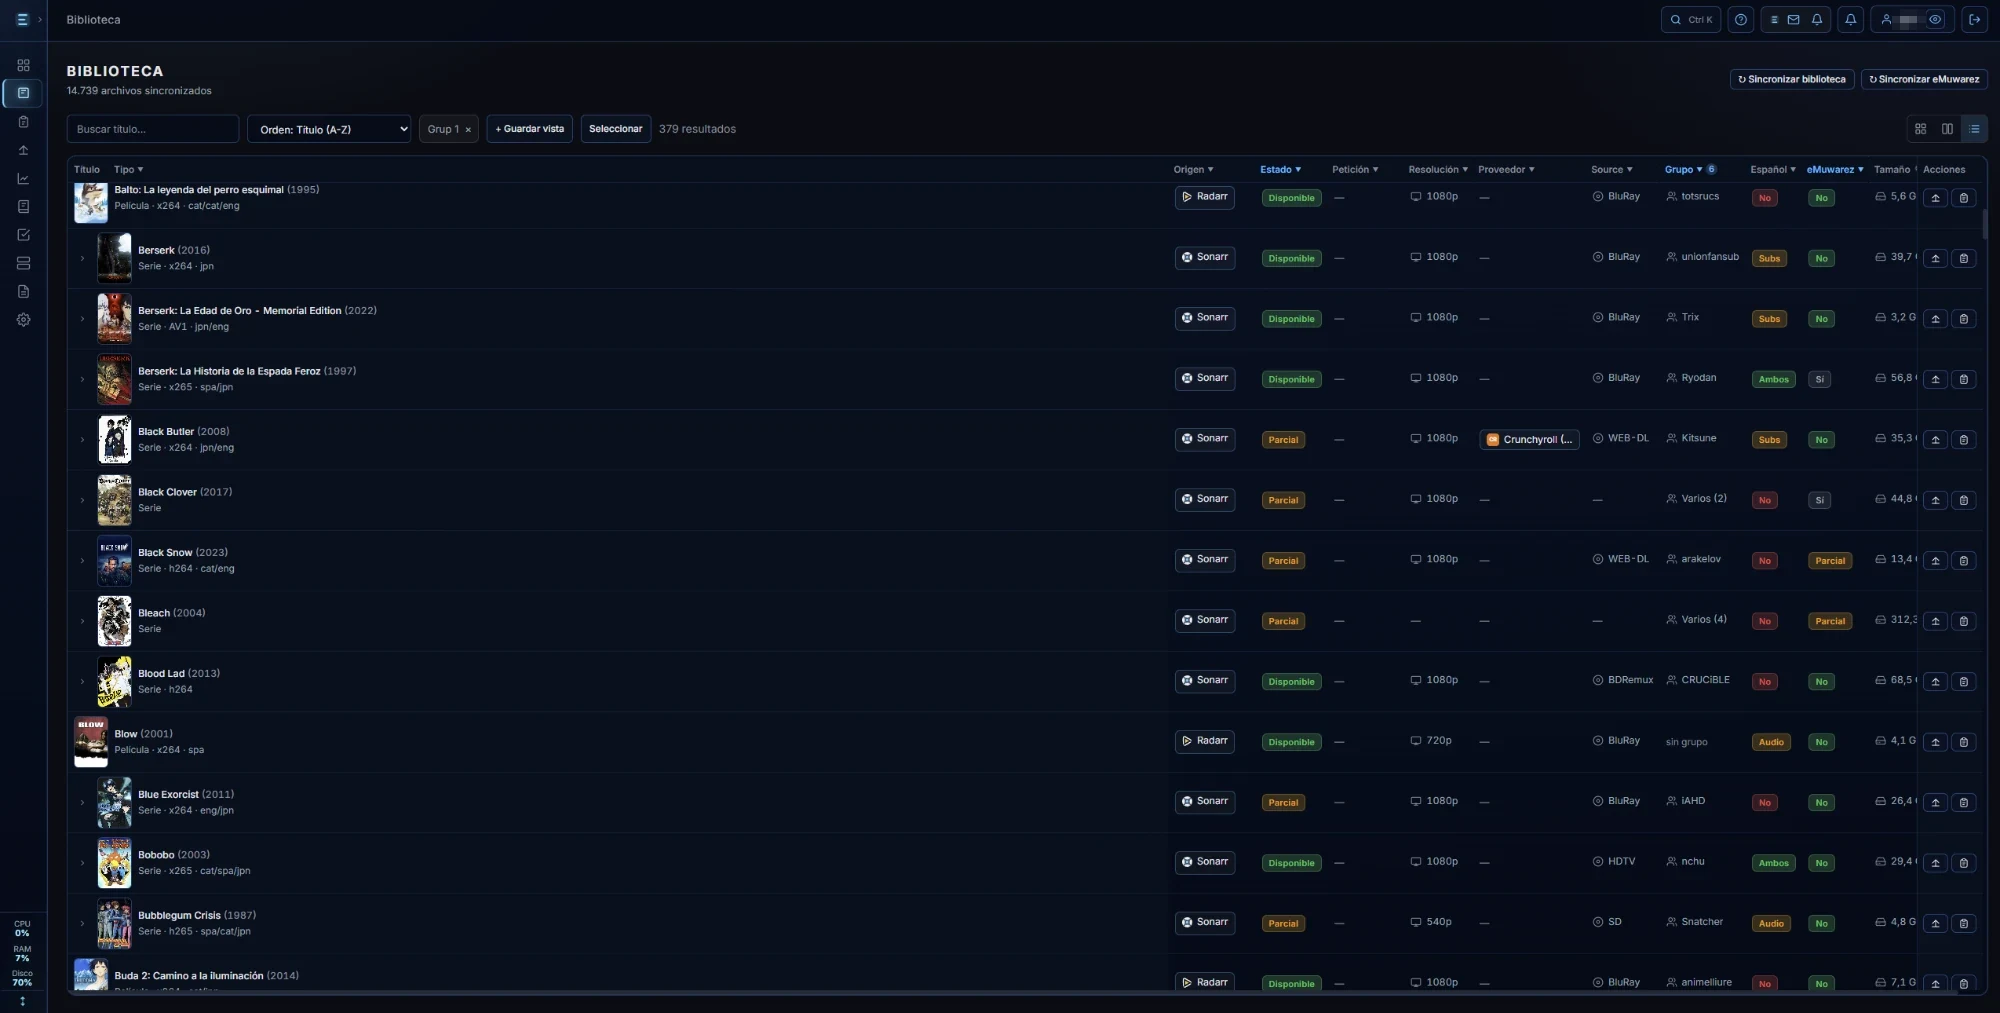 Biblioteca
Ctrl K
BIBLIOTECA
14.739 archivos sincronizados
↻ Sincronizar biblioteca
↻ Sincronizar eMuwarez
Buscar título...
Orden: Título (A-Z)
Grup 1 ×
+ Guardar vista
Seleccionar
379 resultados
Título Tipo ▼ Origen ▼ Estado ▼ Petición ▼ Resolución ▼ Proveedor ▼ Source ▼ Grupo ▼ 6 Español ▼ eMuwarez ▼ Tamaño Acciones
Balto: La leyenda del perro esquimal (1995)
Película · x264 · cat/cat/eng
Radarr Disponible — 1080p — BluRay totsrucs No No 5,6 G
Berserk (2016)
Serie · x264 · jpn
Sonarr Disponible — 1080p — BluRay unionfansub Subs No 39,7
Berserk: La Edad de Oro - Memorial Edition (2022)
Serie · AV1 · jpn/eng
Sonarr Disponible — 1080p — BluRay Trix Subs No 3,2 G
Berserk: La Historia de la Espada Feroz (1997)
Serie · x265 · spa/jpn
Sonarr Disponible — 1080p — BluRay Ryodan Ambos Sí 56,8
Black Butler (2008)
Serie · x264 · jpn/eng
Sonarr Parcial — 1080p Crunchyroll (... WEB-DL Kitsune Subs No 35,3
Black Clover (2017)
Serie
Sonarr Parcial — 1080p — — Varios (2) No Sí 44,8
BLACK SNOW
Black Snow (2023)
Serie · h264 · cat/eng
Sonarr Parcial — 1080p — WEB-DL arakelov No Parcial 13,4
Bleach (2004)
Serie
Sonarr Parcial — — — — Varios (4) No Parcial 312,3
Blood Lad (2013)
Serie · h264
Sonarr Disponible — 1080p — BDRemux CRUCiBLE No No 68,5
BLOW
Blow (2001)
Película · x264 · spa
Radarr Disponible — 720p — BluRay sin grupo Audio No 4,1 G
Blue Exorcist (2011)
Serie · x264 · eng/jpn
Sonarr Parcial — 1080p — BluRay iAHD No No 26,4
Bobobo (2003)
Serie · x265 · cat/spa/jpn
Sonarr Disponible — 1080p — HDTV nchu Ambos No 29,4
Bubblegum Crisis (1987)
Serie · h265 · spa/cat/jpn
Sonarr Parcial — 540p — SD Snatcher Audio No 4,8 G
Buda 2: Camino a la iluminación (2014)
Radarr Disponible — 1080p — BluRay animelliure No No 7,1 G
CPU
0%
RAM
7%
Disco
70%